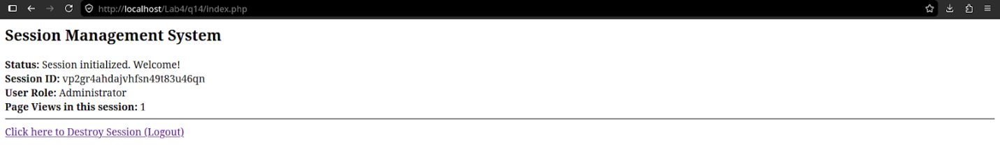 http://localhost/Lab4/q14/index.php
Session Management System
Status: Session initialized. Welcome!
Session ID: vp2gr4ahdajvhfsn49t83u46qn
User Role: Administrator
Page Views in this session: 1
Click here to Destroy Session (Logout)